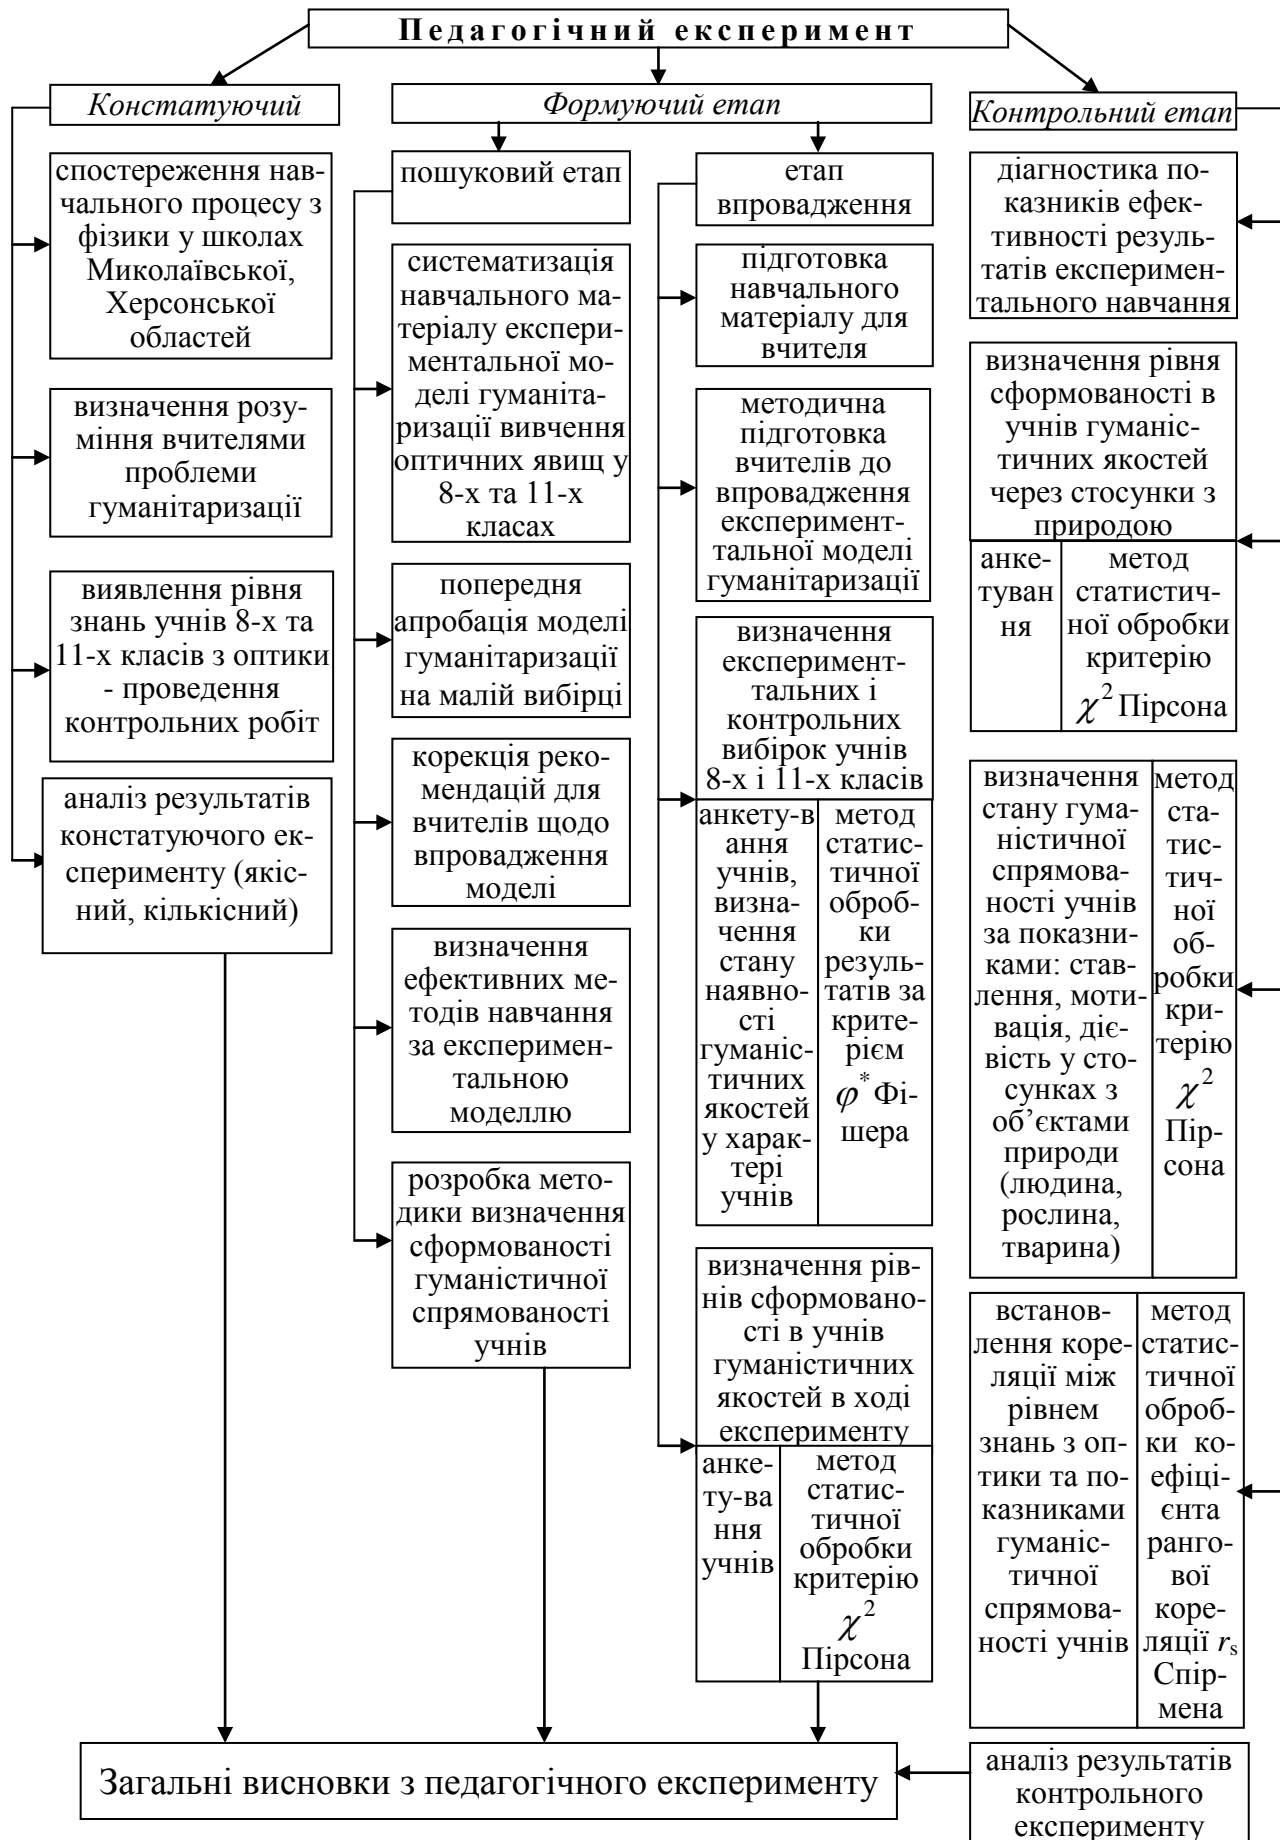 Педагогічний експеримент
Констатуючий
спостереження нав-
чального процесу з
фізики у школах
Миколаївської,
Херсонської
областей
визначення розу-
міння вчителями
проблеми
гуманітаризації
виявлення рівня
знань учнів 8-х та
11-х класів з оптики
- проведення
контрольних робіт
аналіз результатів
констатуючого ек-
сперименту (якіс-
ний, кількісний)
Формуючий етап
пошуковий етап
систематизація
навчального ма-
теріалу експери-
ментальної мо-
делі гуманіта-
ризації вивчення
оптичних явищ у
8-х та 11-х
класах
попередня
апробація моделі
гуманітаризації
на малій вибірці
корекція реко-
мендацій для
вчителів щодо
впровадження
моделі
визначення
ефективних ме-
тодів навчання
за експеримен-
тальною
моделлю
розробка мето-
дики визначення
сформованості
гуманістичної
спрямованості
учнів
етап
впровадження
підготовка
навчального
матеріалу для
вчителя
методична
підготовка
вчителів до
впровадження
експеримент-
тальної моделі
гуманітаризації
визначення
експеримент-
тальних і
контрольних
вибірок учнів
8-х і 11-х класів
анкету-в
ання
учнів,
визна-
чення
стану
наявно-
сті
гуманіс-
тичних
якостей
у харак-
тері
учнів
метод
статис-
тичної
оброб-
ки
резуль-
татів за
крите-
рієм
φ* Фі-
шера
визначення рів-
нів сформовано-
сті в учнів
гуманістичних
якостей в ході
експерименту
анке-
ту-ва
ння
учнів
метод
статис-
тичної
обробки
критерію
χ²
Пірсона
Контрольний етап
діагностика по-
казників ефек-
тивності резуль-
татів експеримен-
тального навчання
визначення рівня
сформованості в
учнів гуманіс-
тичних якостей
через стосунки з
природою
анке-
туван
ня
метод
статистич-
ної обробки
критерію
χ² Пірсона
визначення
стану гума-
ністичної
спрямова-
ності учнів
за показни-
ками: став-
лення, моти-
вація, діє-
вість у сто-
сунках з
об’єктами
природи
(людина,
рослина,
тварина)
метод
ста-
тис-
тич-
ної
об-
робки
кри-
терію
χ²
Пір-
сона
встанов-
лення коре-
ляції між
рівнем
знань з оп-
тики та по-
казниками
гуманіс-
тичної
спрямова-
ності учнів
метод
статис-
тичної
оброб-
ки ко-
ефіці-
єнта
ранго-
вої
коре-
ляції rs
Спір-
мена
аналіз результатів
контрольного
експерименту
Загальні висновки з педагогічного експерименту